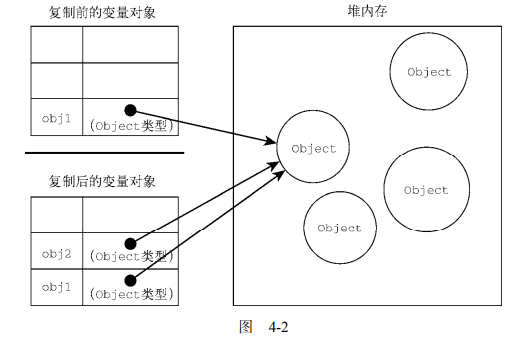 复制前的变量对象
堆内存
obj1
(Object类型)
复制后的变量对象
obj2
(Object类型)
obj1
(Object类型)
Object
Object
Object
Object
图 4-2